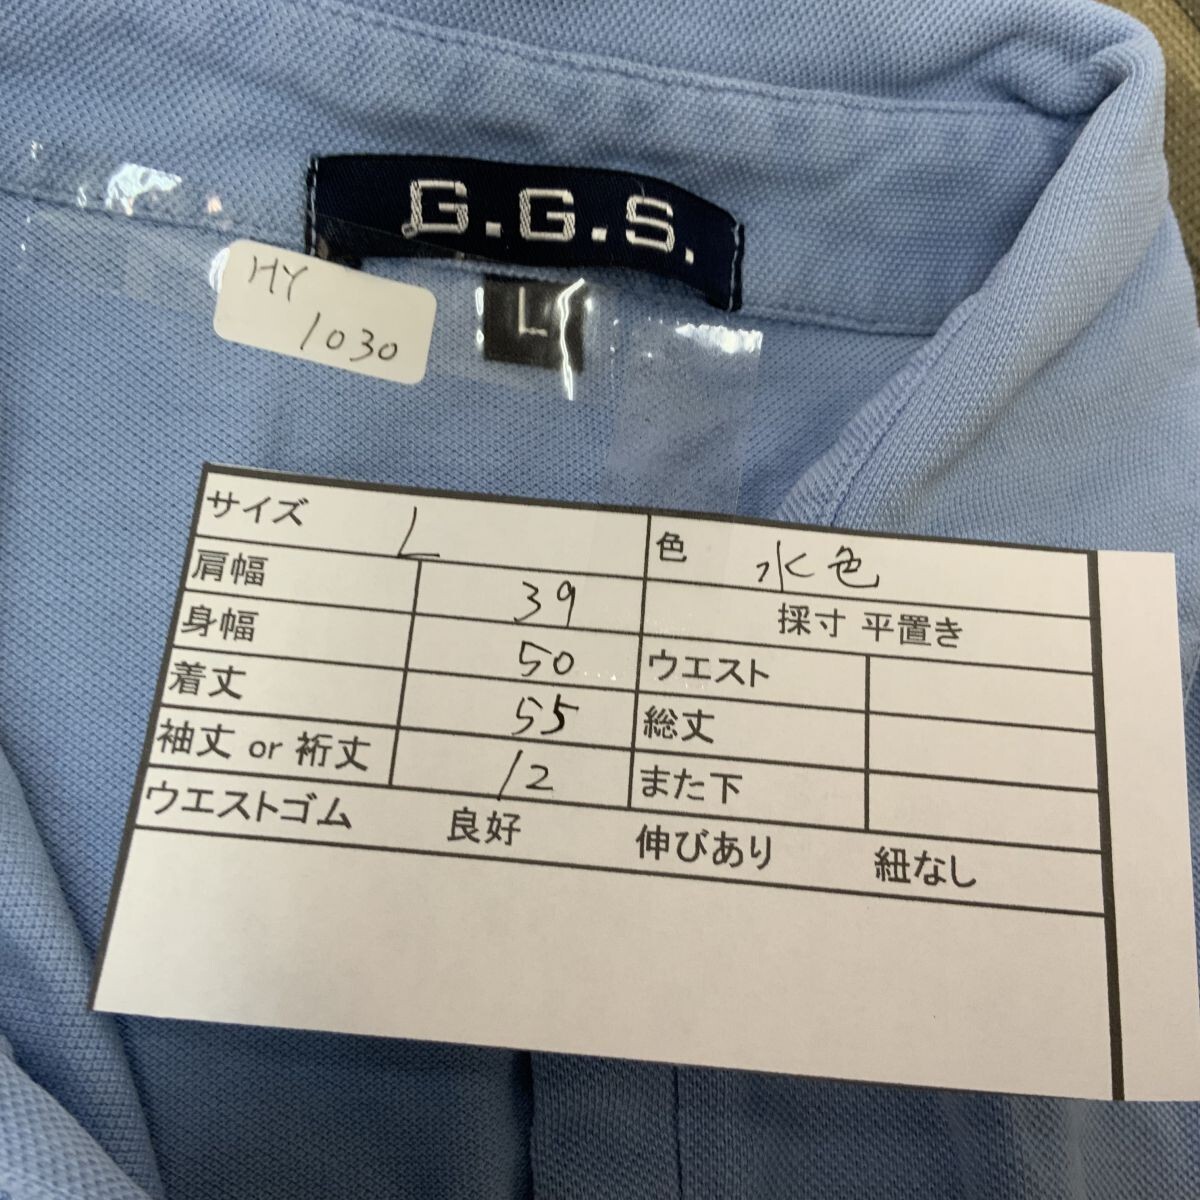 G.G.S.
L
HY
1030
サイズ L 色 水色
肩幅 39 採寸 平置き
身幅 50 ウエスト
着丈 55 総丈
袖丈 or 裄丈 12 また下
ウエストゴム 良好 伸びあり 紐なし